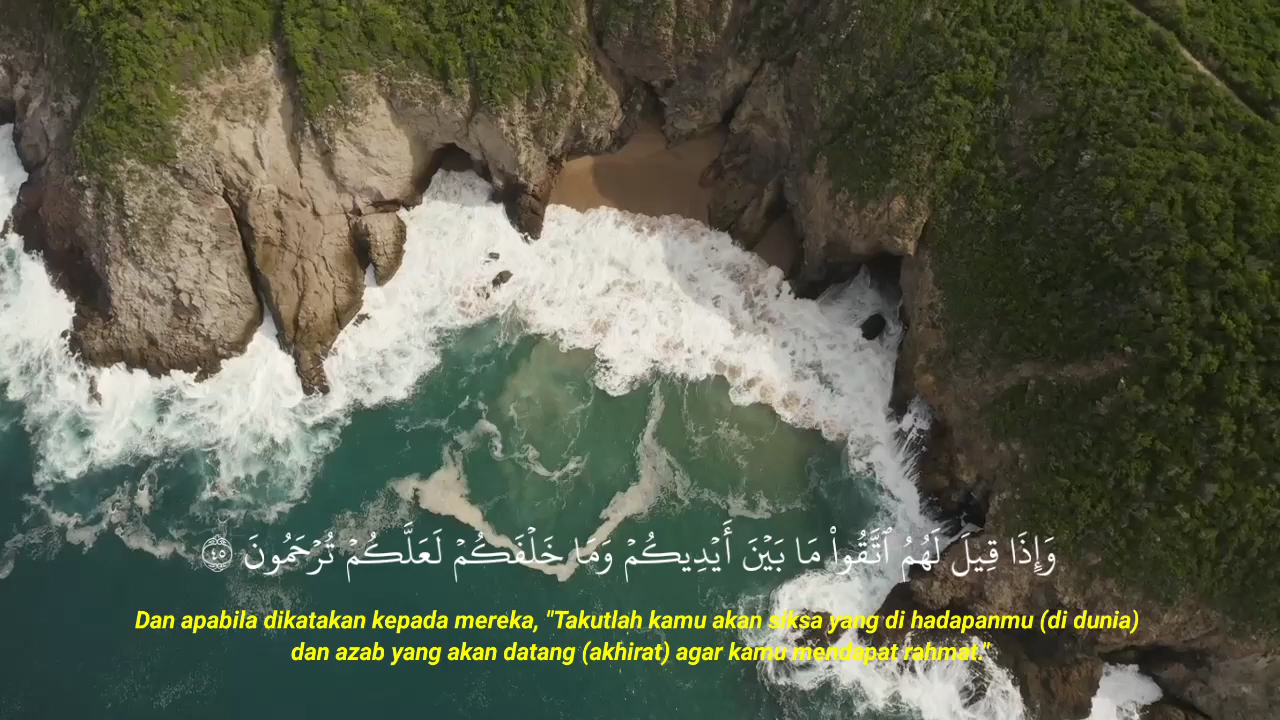 وَإِذَا قِيلَ لَهُمُ ٱتَّقُوا۟ مَا بَيْنَ أَيْدِيكُمْ وَمَا خَلْفَكُمْ لَعَلَّكُمْ تُرْحَمُونَ ٤٥
Dan apabila dikatakan kepada mereka, "Takutlah kamu akan siksa yang di hadapanmu (di dunia)
dan azab yang akan datang (akhirat) agar kamu mendapat rahmat."